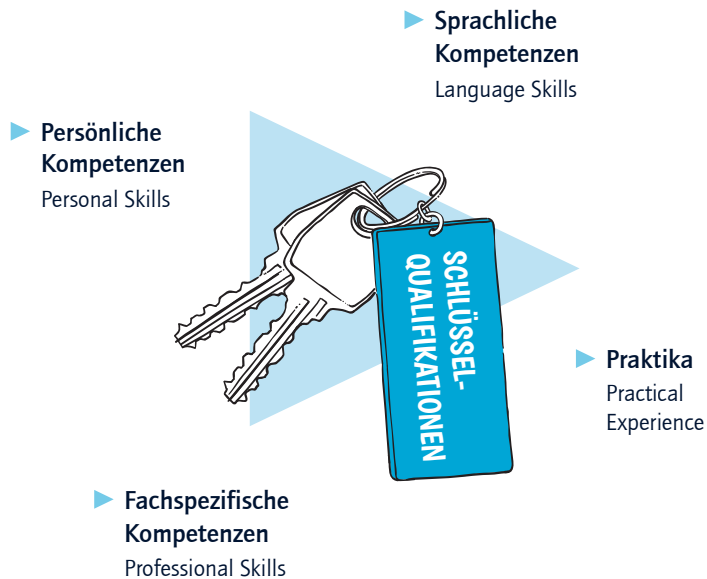 Sprachliche
Kompetenzen
Language Skills
Persönliche
Kompetenzen
Personal Skills
SCHLÜSSEL-
QUALIFIKATIONEN
Praktika
Practical
Experience
Fachspezifische
Kompetenzen
Professional Skills